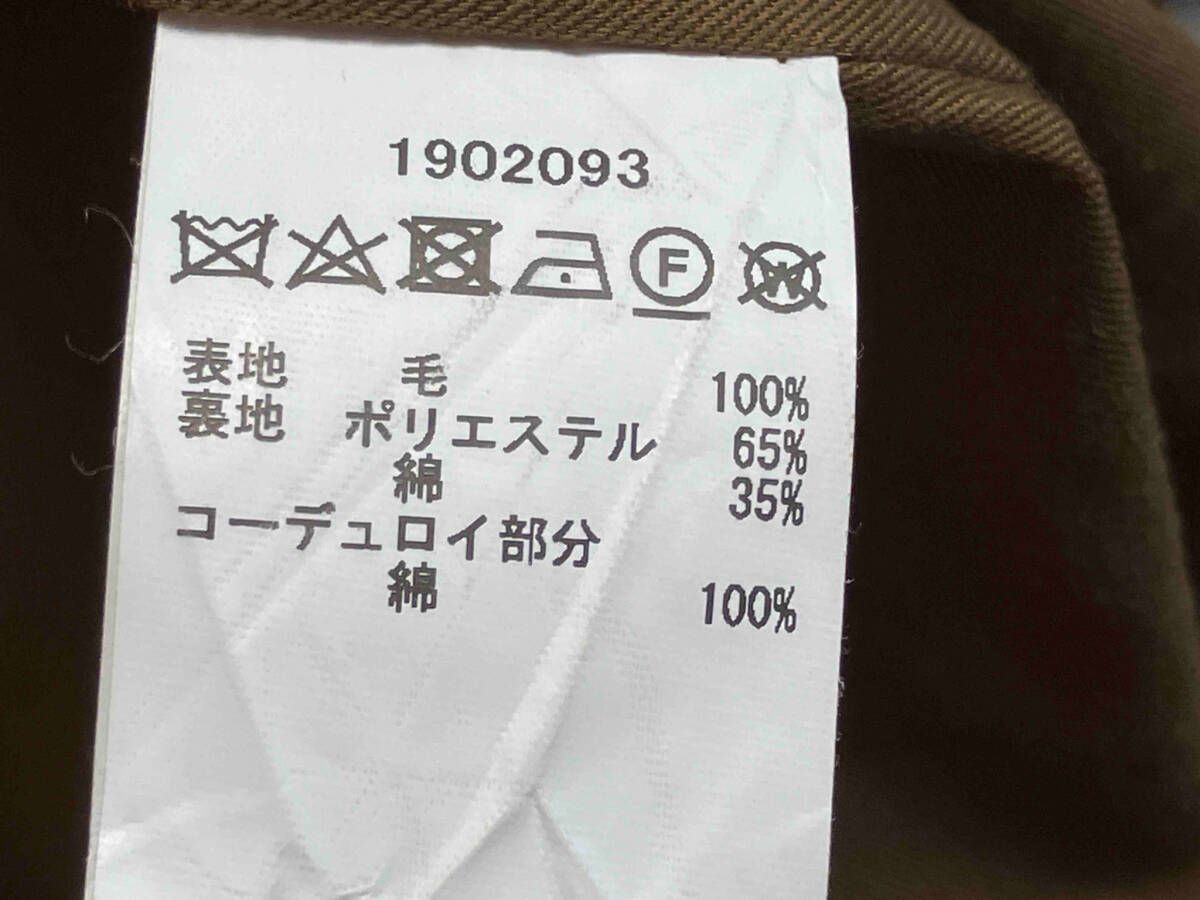 1902093
F W
表地 毛 100%
裏地 ポリエステル 65%
綿 35%
コーデュロイ部分
綿 100%